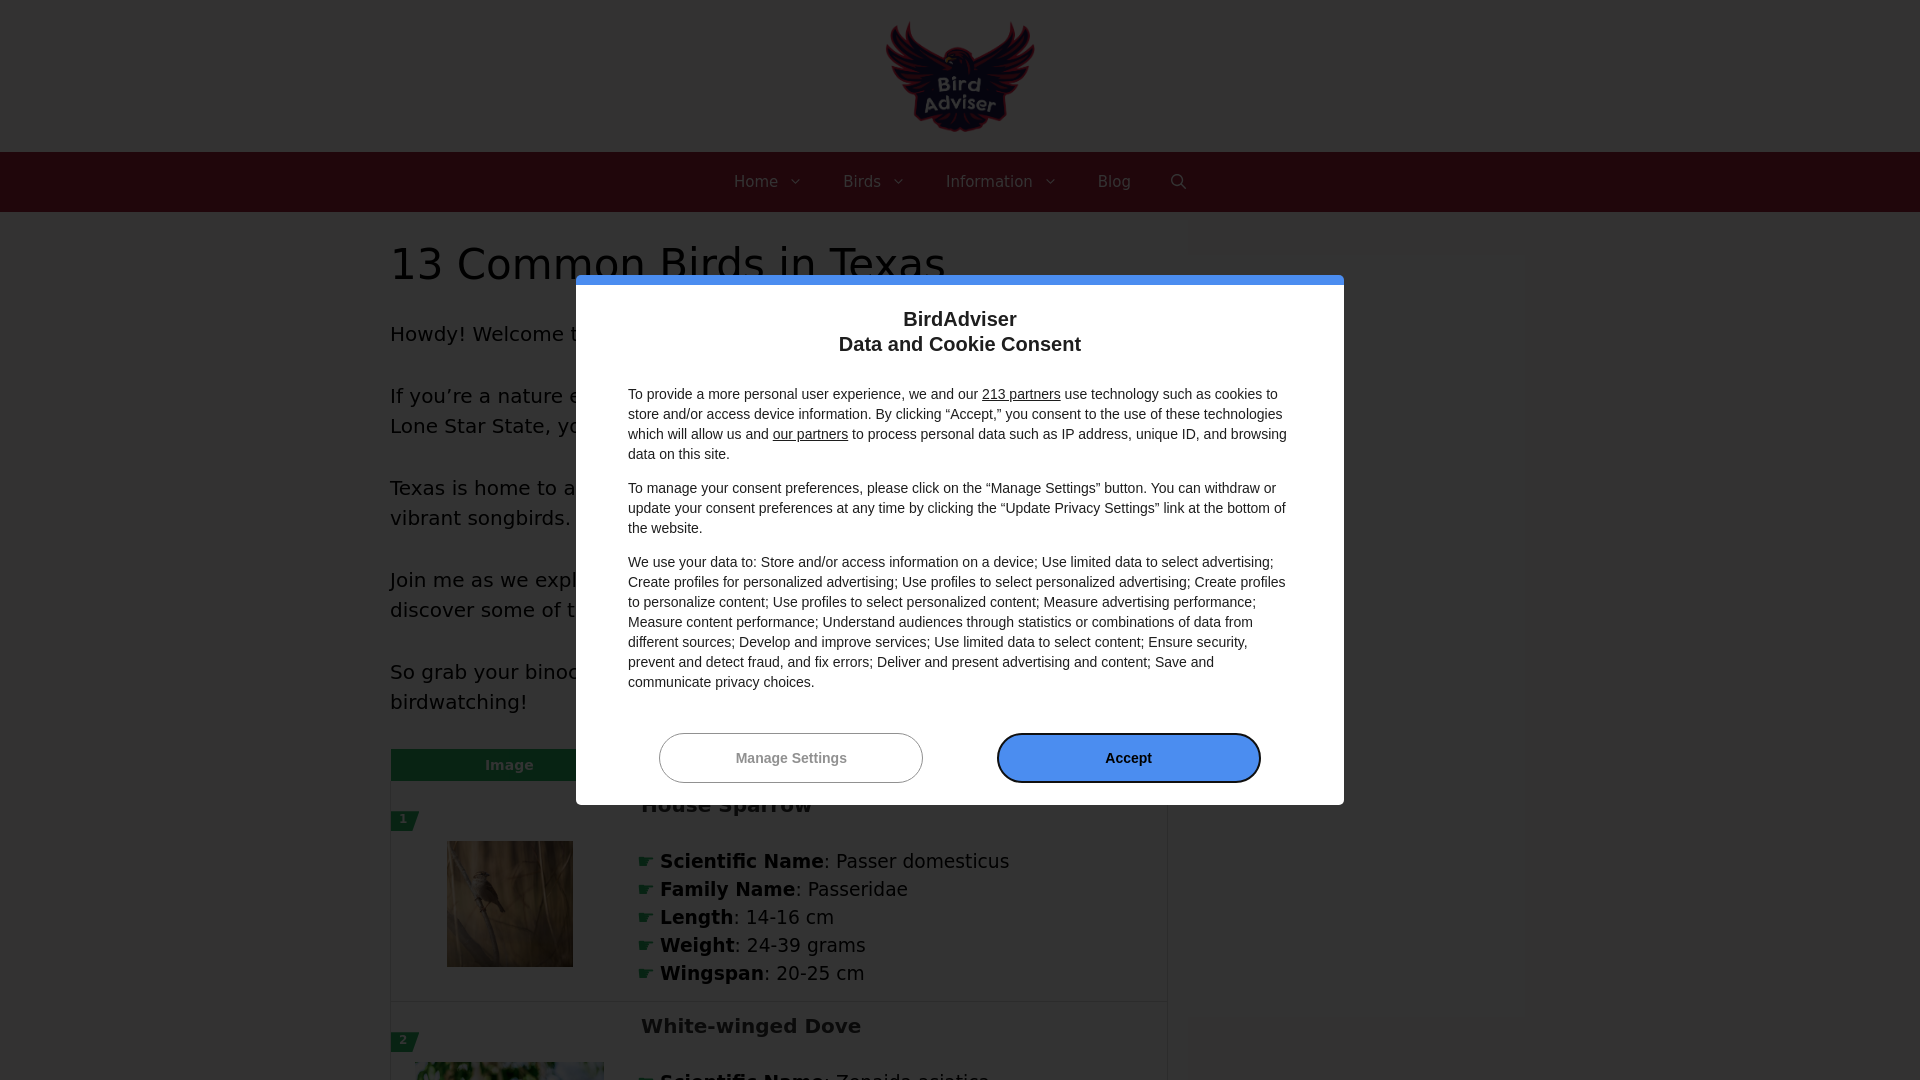 Bird
Adviser
Home
Birds
Information
Blog
13 Common Birds in Texas
Howdy! Welcome t
If you’re a nature e
Lone Star State, yo
Texas is home to a
vibrant songbirds.
Join me as we expl
discover some of t
So grab your binoc
birdwatching!
BirdAdviser
Data and Cookie Consent
To provide a more personal user experience, we and our 213 partners use technology such as cookies to
store and/or access device information. By clicking “Accept,” you consent to the use of these technologies
which will allow us and our partners to process personal data such as IP address, unique ID, and browsing
data on this site.
To manage your consent preferences, please click on the “Manage Settings” button. You can withdraw or
update your consent preferences at any time by clicking the “Update Privacy Settings” link at the bottom of
the website.
We use your data to: Store and/or access information on a device; Use limited data to select advertising;
Create profiles for personalized advertising; Use profiles to select personalized advertising; Create profiles
to personalize content; Use profiles to select personalized content; Measure advertising performance;
Measure content performance; Understand audiences through statistics or combinations of data from
different sources; Develop and improve services; Use limited data to select content; Ensure security,
prevent and detect fraud, and fix errors; Deliver and present advertising and content; Save and
communicate privacy choices.
Manage Settings
Accept
Image
House Sparrow
1
☛ Scientific Name: Passer domesticus
☛ Family Name: Passeridae
☛ Length: 14-16 cm
☛ Weight: 24-39 grams
☛ Wingspan: 20-25 cm
White-winged Dove
2
☛ Scientific Name: Zenaida asiatica